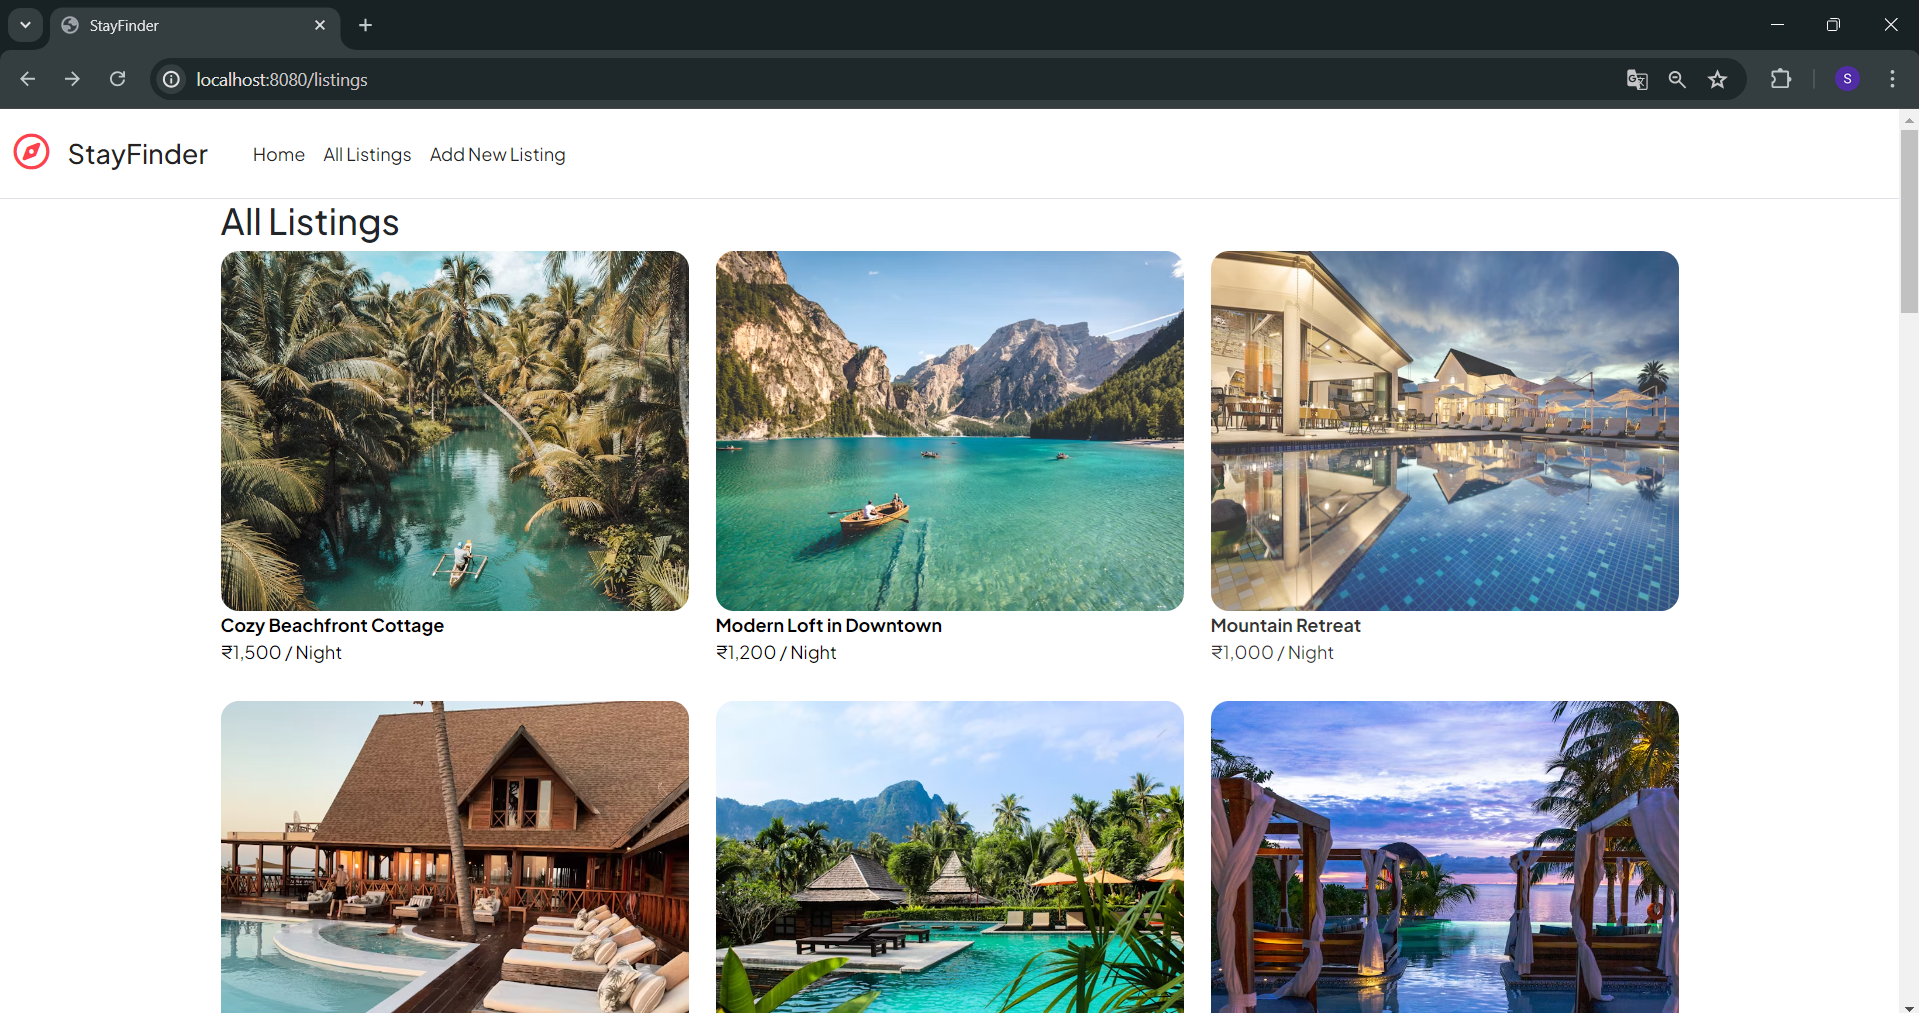 StayFinder
localhost:8080/listings
S
StayFinder
Home All Listings Add New Listing
All Listings
Cozy Beachfront Cottage
₹1,500 / Night
Modern Loft in Downtown
₹1,200 / Night
Mountain Retreat
₹1,000 / Night